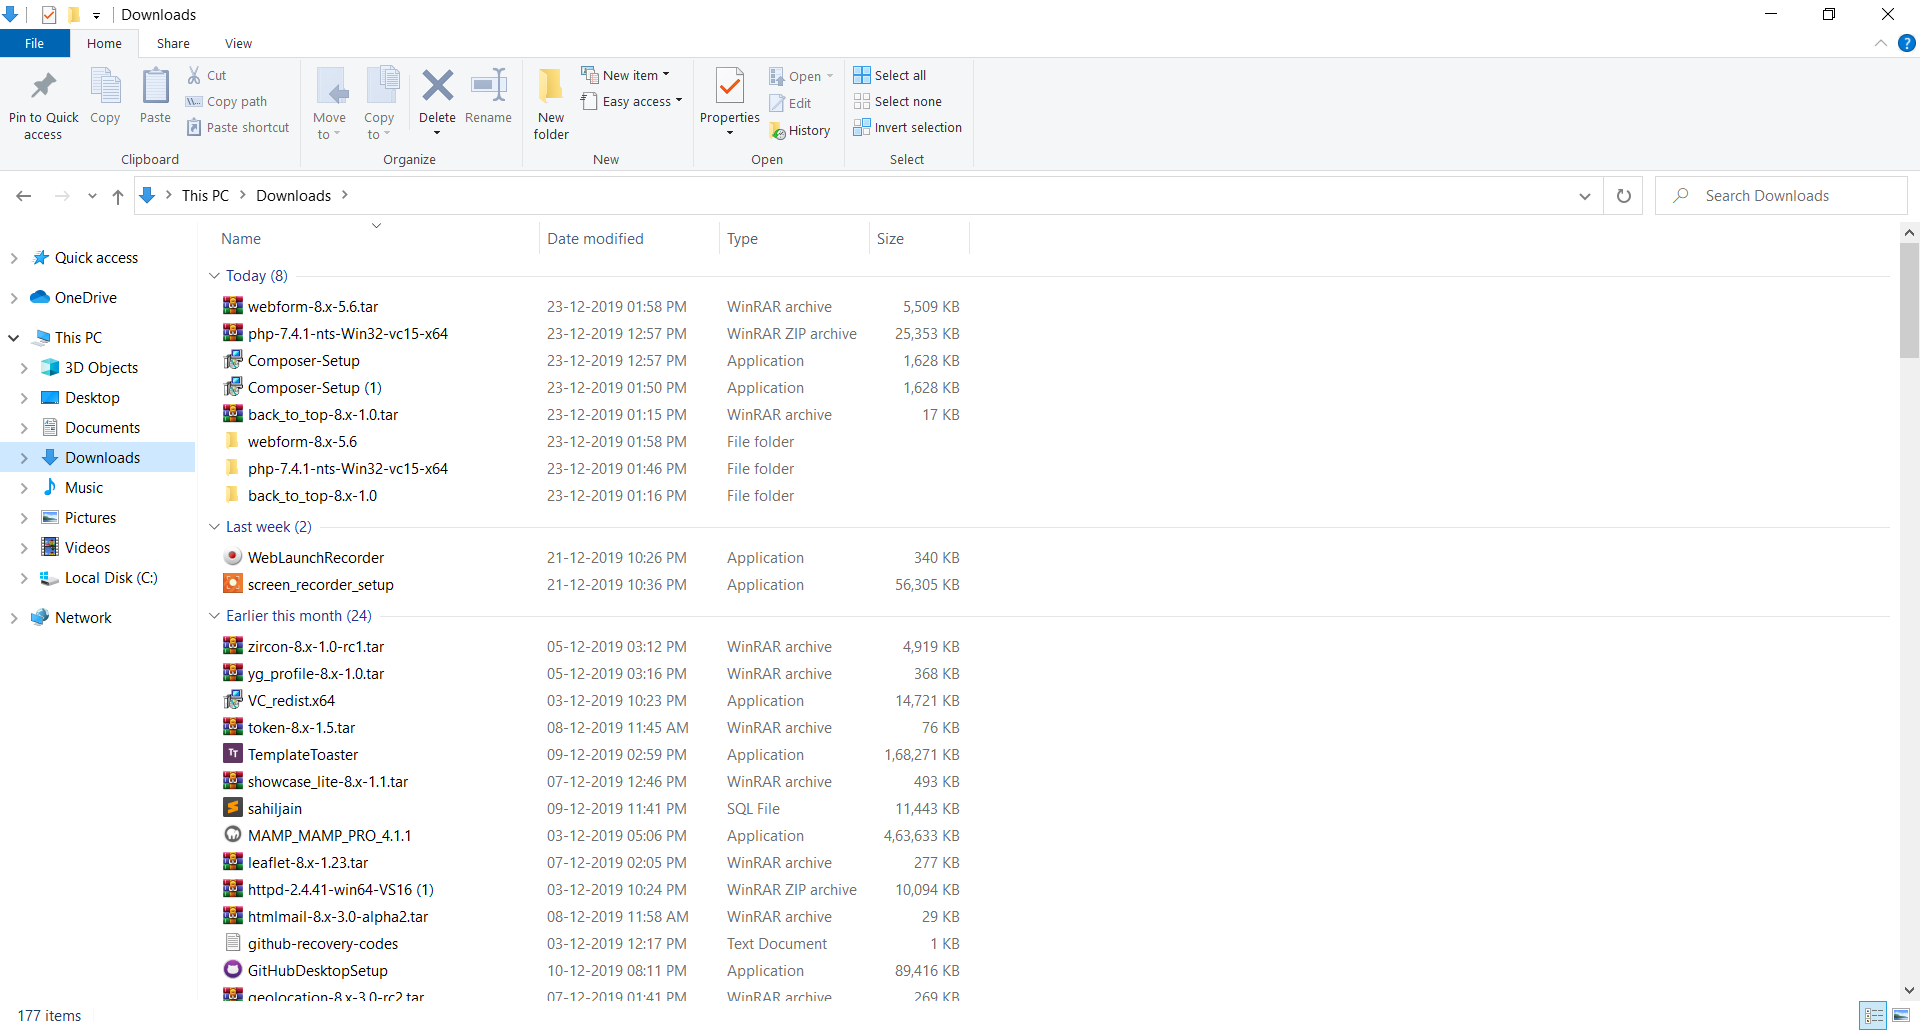 Downloads
File Home Share View
Pin to Quick access
Copy
Paste
Cut
Copy path
Paste shortcut
Clipboard
Move to
Copy to
Delete
Rename
Organize
New folder
New item
Easy access
New
Properties
Open
Edit
History
Open
Select all
Select none
Invert selection
Select
This PC Downloads
Search Downloads
Quick access
OneDrive
This PC
3D Objects
Desktop
Documents
Downloads
Music
Pictures
Videos
Local Disk (C:)
Network
Name Date modified Type Size
Today (8)
webform-8.x-5.6.tar 23-12-2019 01:58 PM WinRAR archive 5,509 KB
php-7.4.1-nts-Win32-vc15-x64 23-12-2019 12:57 PM WinRAR ZIP archive 25,353 KB
Composer-Setup 23-12-2019 12:57 PM Application 1,628 KB
Composer-Setup (1) 23-12-2019 01:50 PM Application 1,628 KB
back_to_top-8.x-1.0.tar 23-12-2019 01:15 PM WinRAR archive 17 KB
webform-8.x-5.6 23-12-2019 01:58 PM File folder
php-7.4.1-nts-Win32-vc15-x64 23-12-2019 01:46 PM File folder
back_to_top-8.x-1.0 23-12-2019 01:16 PM File folder
Last week (2)
WebLaunchRecorder 21-12-2019 10:26 PM Application 340 KB
screen_recorder_setup 21-12-2019 10:36 PM Application 56,305 KB
Earlier this month (24)
zircon-8.x-1.0-rc1.tar 05-12-2019 03:12 PM WinRAR archive 4,919 KB
yg_profile-8.x-1.0.tar 05-12-2019 03:16 PM WinRAR archive 368 KB
VC_redist.x64 03-12-2019 10:23 PM Application 14,721 KB
token-8.x-1.5.tar 08-12-2019 11:45 AM WinRAR archive 76 KB
TemplateToaster 09-12-2019 02:59 PM Application 1,68,271 KB
showcase_lite-8.x-1.1.tar 07-12-2019 12:46 PM WinRAR archive 493 KB
sahiljain 09-12-2019 11:41 PM SQL File 11,443 KB
MAMP_MAMP_PRO_4.1.1 03-12-2019 05:06 PM Application 4,63,633 KB
leaflet-8.x-1.23.tar 07-12-2019 02:05 PM WinRAR archive 277 KB
httpd-2.4.41-win64-VS16 (1) 03-12-2019 10:24 PM WinRAR ZIP archive 10,094 KB
htmlmail-8.x-3.0-alpha2.tar 08-12-2019 11:58 AM WinRAR archive 29 KB
github-recovery-codes 03-12-2019 12:17 PM Text Document 1 KB
GitHubDesktopSetup 10-12-2019 08:11 PM Application 89,416 KB
geolocation-8.x-3.0-rc2.tar 07-12-2019 01:41 PM WinRAR archive 269 KB
177 items